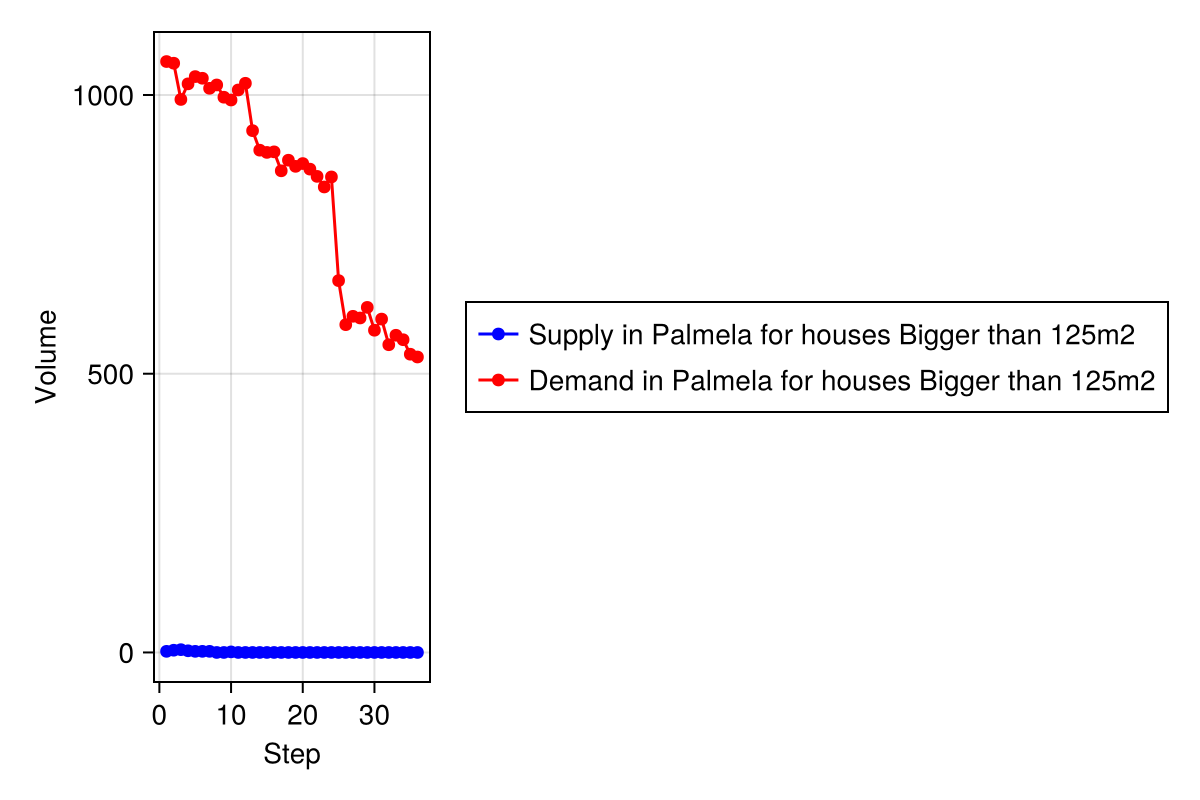 1000
500
0
Volume
0 10 20 30
Step
Supply in Palmela for houses Bigger than 125m2
Demand in Palmela for houses Bigger than 125m2